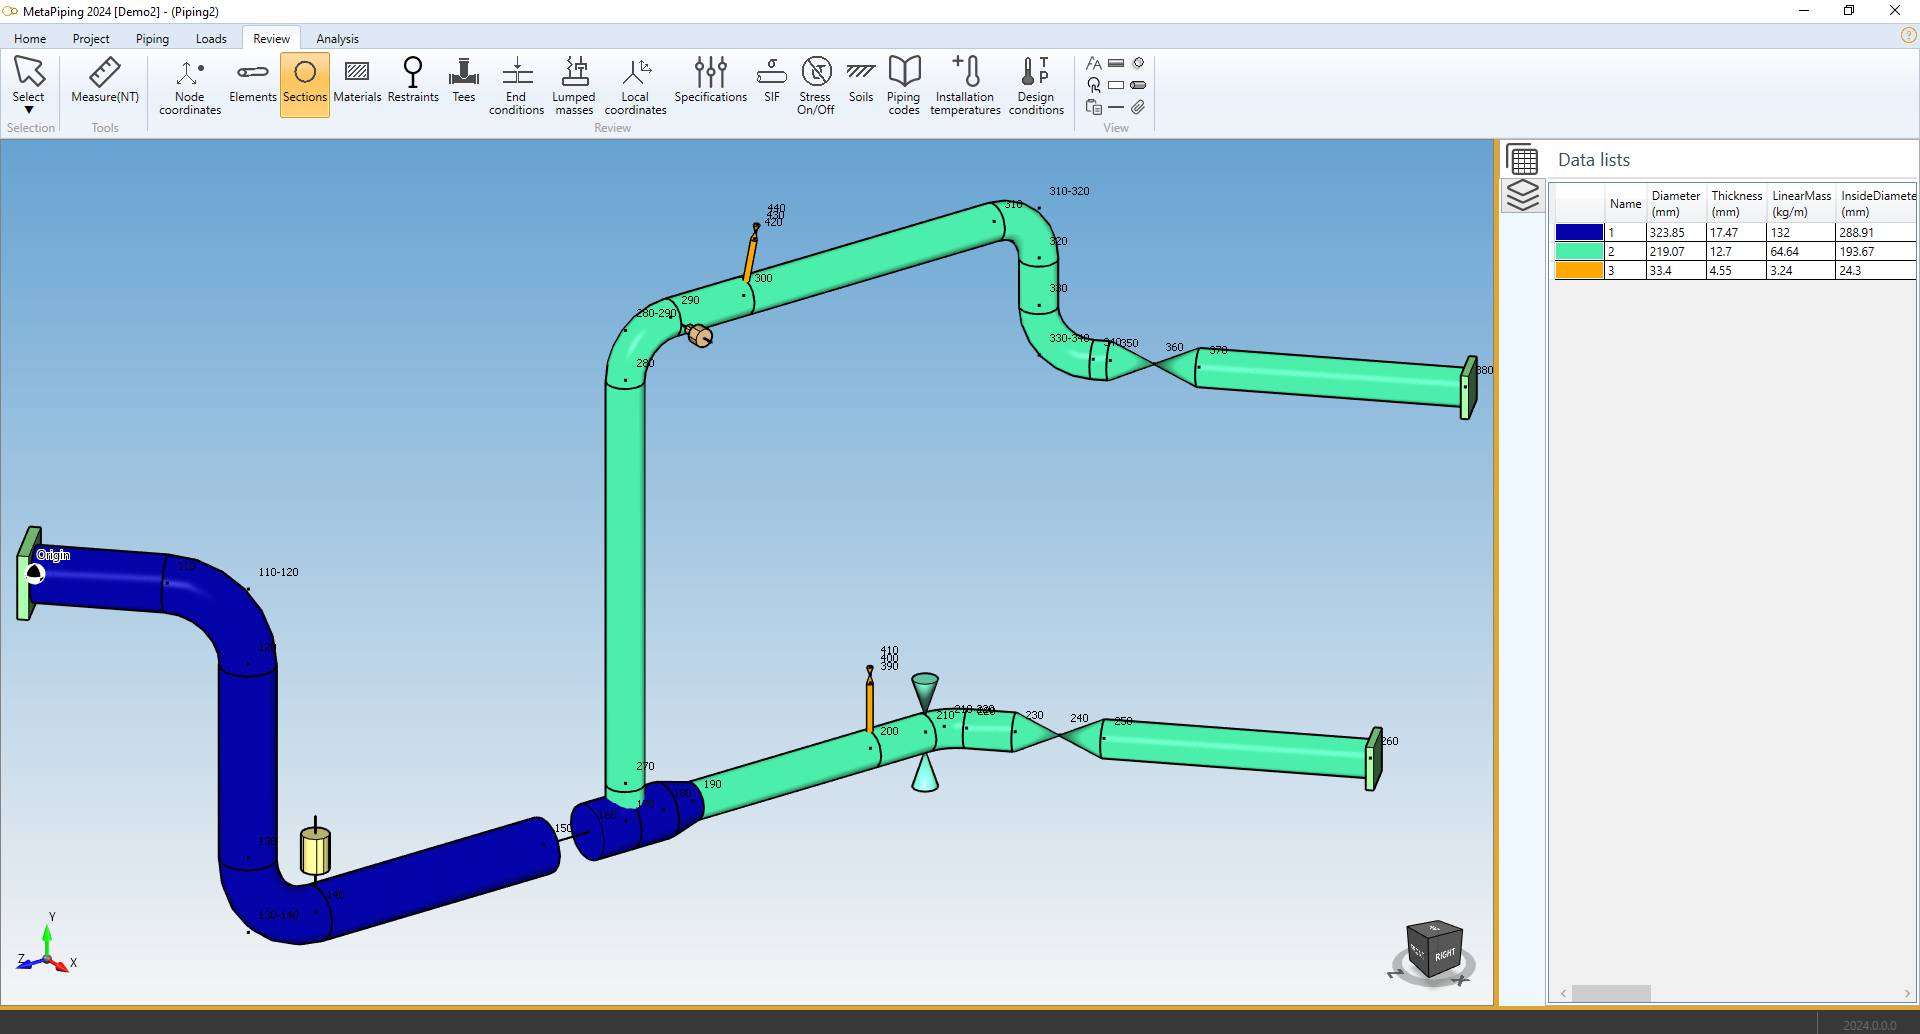 MetaPiping 2024 [Demo2] - (Piping2)
Home Project Piping Loads Review Analysis
Select
Measure(NT)
Node coordinates
Elements
Sections
Materials
Restraints
Tees
End conditions
Lumped masses
Local coordinates
Specifications
SIF
Stress On/Off
Soils
Piping codes
Installation temperatures
Design conditions
Selection Tools Review View
Data lists
Name Diameter (mm) Thickness (mm) LinearMass (kg/m) InsideDiamete (mm)
1 323.85 17.47 132 288.91
2 219.07 12.7 64.64 193.67
3 33.4 4.55 3.24 24.3
310-320
310
440
430
420
320
300
290
280-290
330
330-340
340
350
360
370
380
280
Origin
110
110-120
120
410
400
390
210
220
230
240
250
200
260
270
190
180
170
160
150
130
140
130-140
Y
Z
X
RIGHT
2024.0.0.0